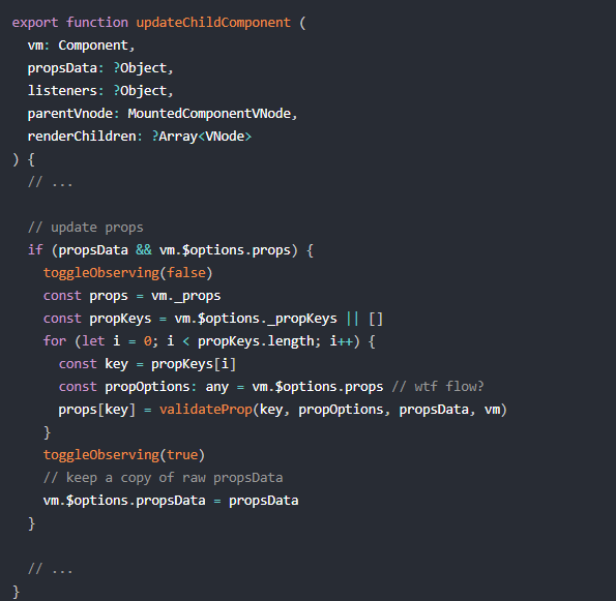 export function updateChildComponent (
  vm: Component,
  propsData: ?Object,
  listeners: ?Object,
  parentVnode: MountedComponentVNode,
  renderChildren: ?Array<VNode>
) {
  // ...

  // update props
  if (propsData && vm.$options.props) {
    toggleObserving(false)
    const props = vm._props
    const propKeys = vm.$options._propKeys || []
    for (let i = 0; i < propKeys.length; i++) {
      const key = propKeys[i]
      const propOptions: any = vm.$options.props // wtf flow?
      props[key] = validateProp(key, propOptions, propsData, vm)
    }
    toggleObserving(true)
    // keep a copy of raw propsData
    vm.$options.propsData = propsData
  }

  // ...
}